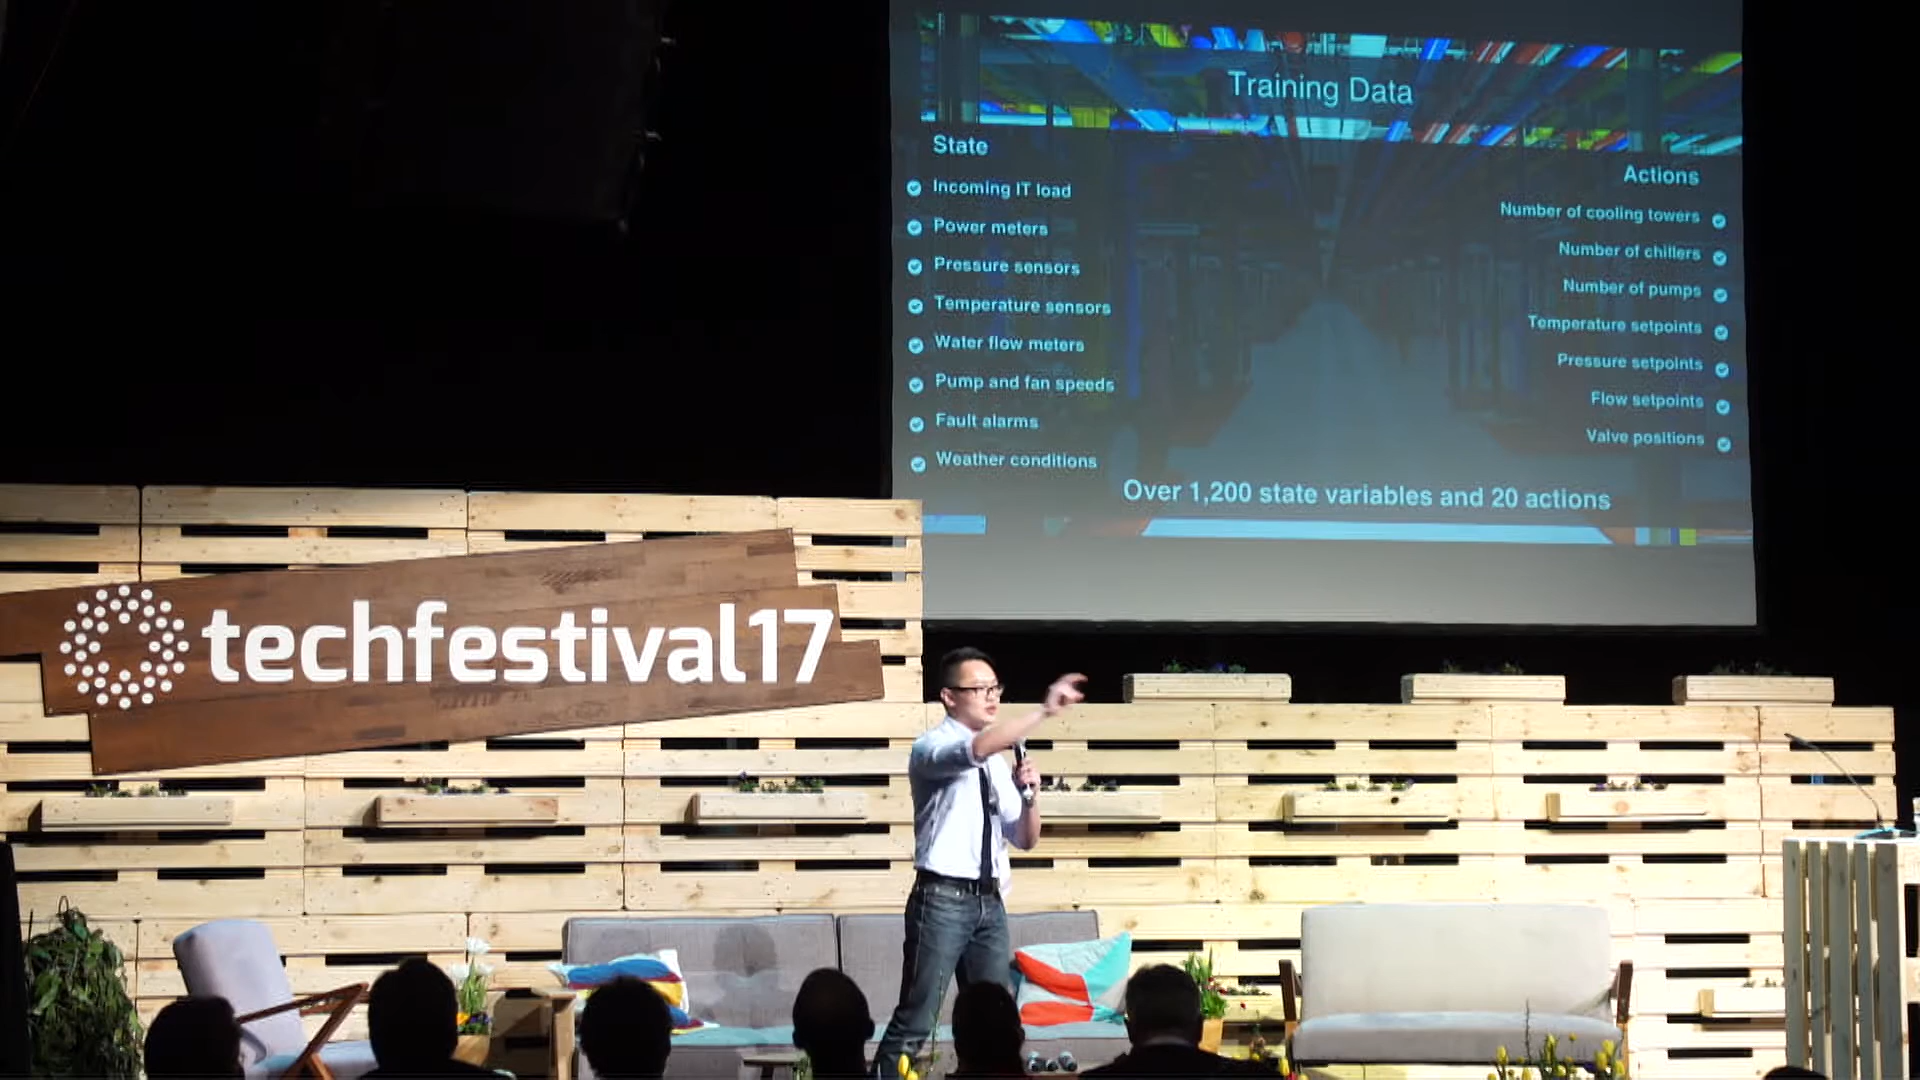 Training Data
State
Incoming IT load
Power meters
Pressure sensors
Temperature sensors
Water flow meters
Pump and fan speeds
Fault alarms
Weather conditions
Actions
Number of cooling towers
Number of chillers
Number of pumps
Temperature setpoints
Pressure setpoints
Flow setpoints
Valve positions
Over 1,200 state variables and 20 actions
techfestival17